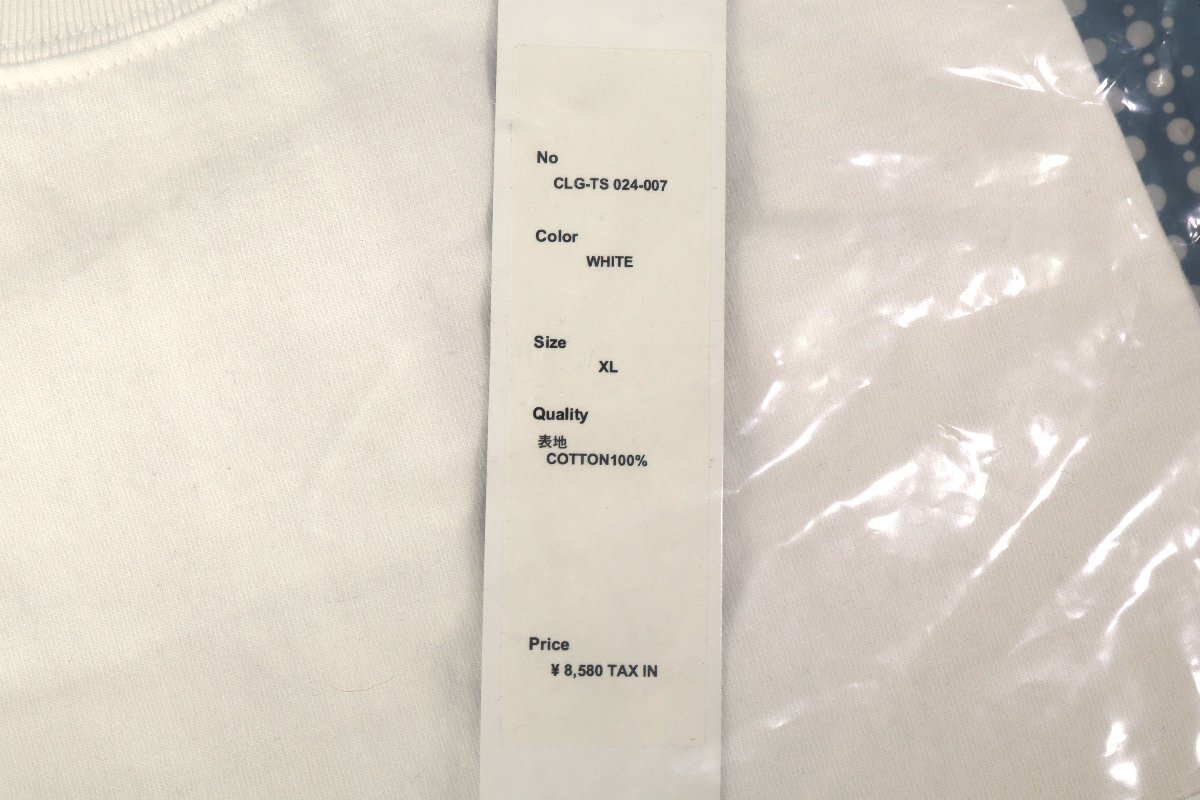 No
CLG-TS 024-007
Color
WHITE
Size
XL
Quality
表地
COTTON100%
Price
¥ 8,580 TAX IN